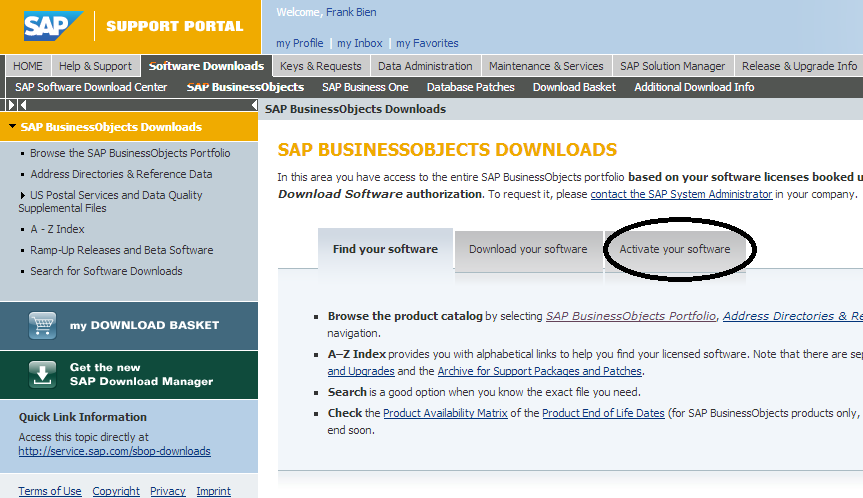 SAP SUPPORT PORTAL
Welcome, Frank Bien
my Profile | my Inbox | my Favorites
HOME Help & Support Software Downloads Keys & Requests Data Administration Maintenance & Services SAP Solution Manager Release & Upgrade Info
SAP Software Download Center SAP BusinessObjects SAP Business One Database Patches Download Basket Additional Download Info
SAP BusinessObjects Downloads
Browse the SAP BusinessObjects Portfolio
Address Directories & Reference Data
US Postal Services and Data Quality
Supplemental Files
A - Z Index
Ramp-Up Releases and Beta Software
Search for Software Downloads
my DOWNLOAD BASKET
Get the new
SAP Download Manager
Quick Link Information
Access this topic directly at
http://service.sap.com/sbop-downloads
Terms of Use Copyright Privacy Imprint
SAP BusinessObjects Downloads
SAP BUSINESSOBJECTS DOWNLOADS
In this area you have access to the entire SAP BusinessObjects portfolio based on your software licenses booked u
Download Software authorization. To request it, please contact the SAP System Administrator in your company.
Find your software Download your software Activate your software
Browse the product catalog by selecting SAP BusinessObjects Portfolio, Address Directories & Re
navigation.
A–Z Index provides you with alphabetical links to help you find your licensed software. Note that there are sep
and Upgrades and the Archive for Support Packages and Patches.
Search is a good option when you know the exact file you need.
Check the Product Availability Matrix of the Product End of Life Dates (for SAP BusinessObjects products only,
end soon.